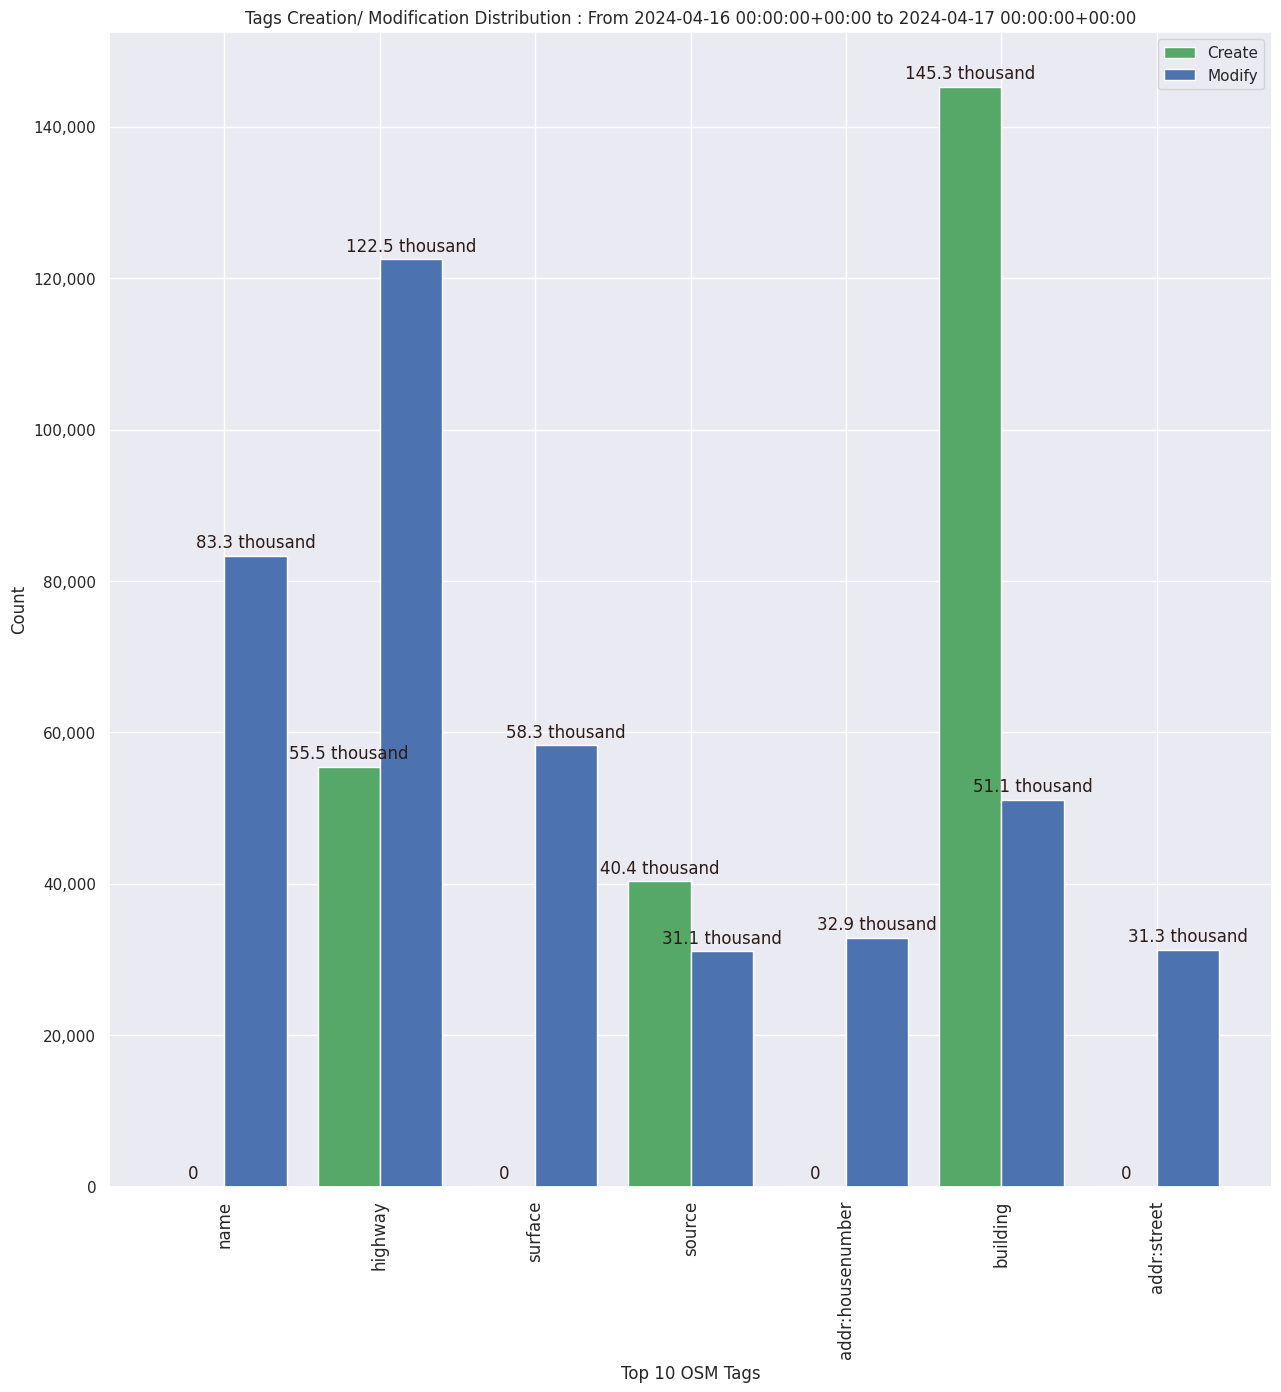 Tags Creation/ Modification Distribution : From 2024-04-16 00:00:00+00:00 to 2024-04-17 00:00:00+00:00
Create
Modify
145.3 thousand
140,000
122.5 thousand
120,000
100,000
83.3 thousand
80,000
Count
60,000
58.3 thousand
55.5 thousand
51.1 thousand
40,000
40.4 thousand
31.1 thousand
32.9 thousand
31.3 thousand
20,000
0
0
0
0
0
name
highway
surface
source
addr:housenumber
building
addr:street
Top 10 OSM Tags